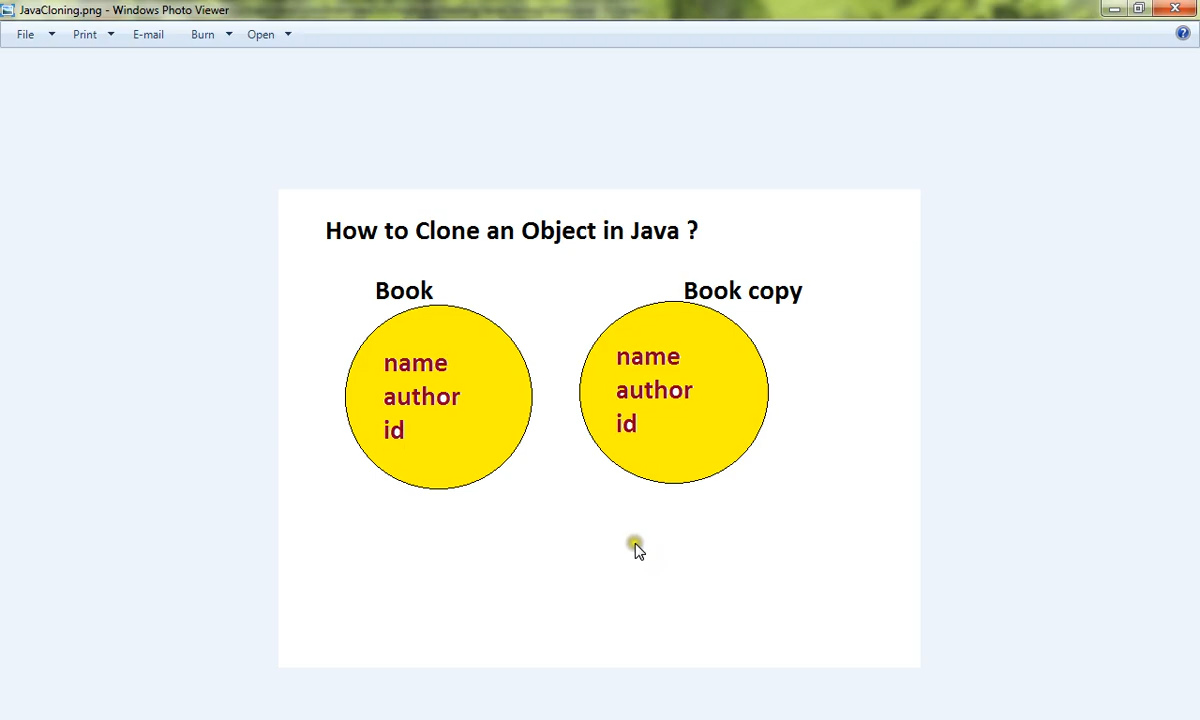 JavaCloning.png - Windows Photo Viewer
File Print E-mail Burn Open ?
How to Clone an Object in Java ?
Book Book copy
name
author
id
name
author
id